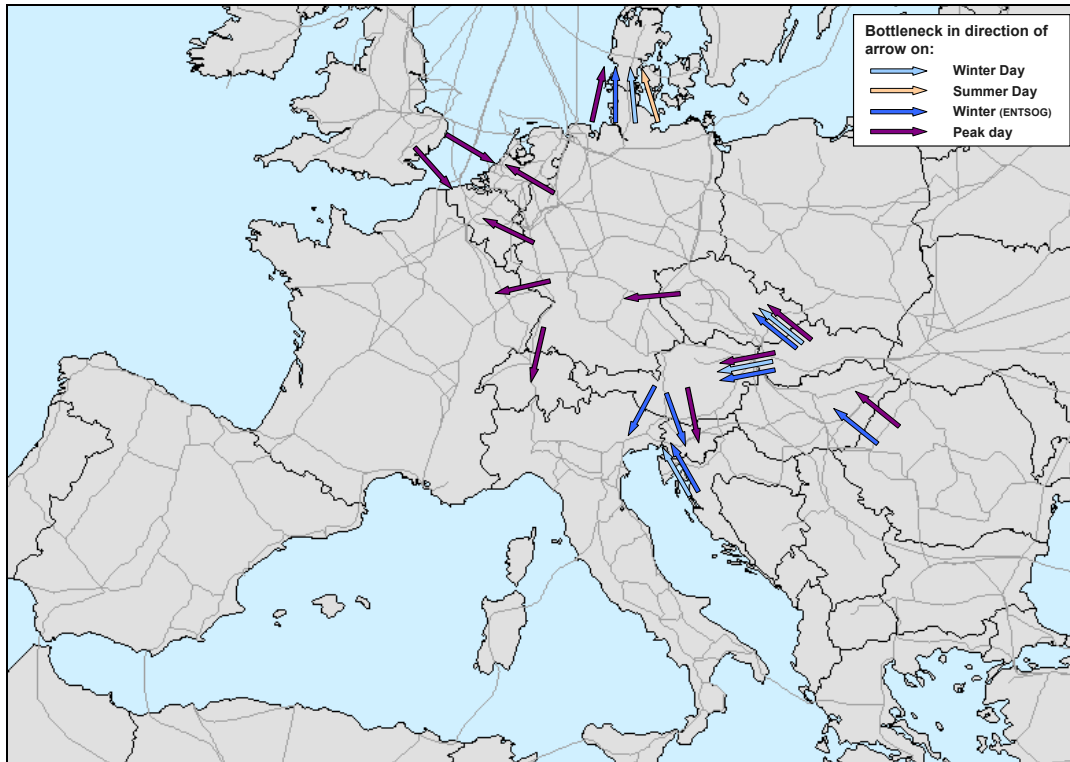 Bottleneck in direction of
arrow on:
Winter Day
Summer Day
Winter (ENTSOG)
Peak day